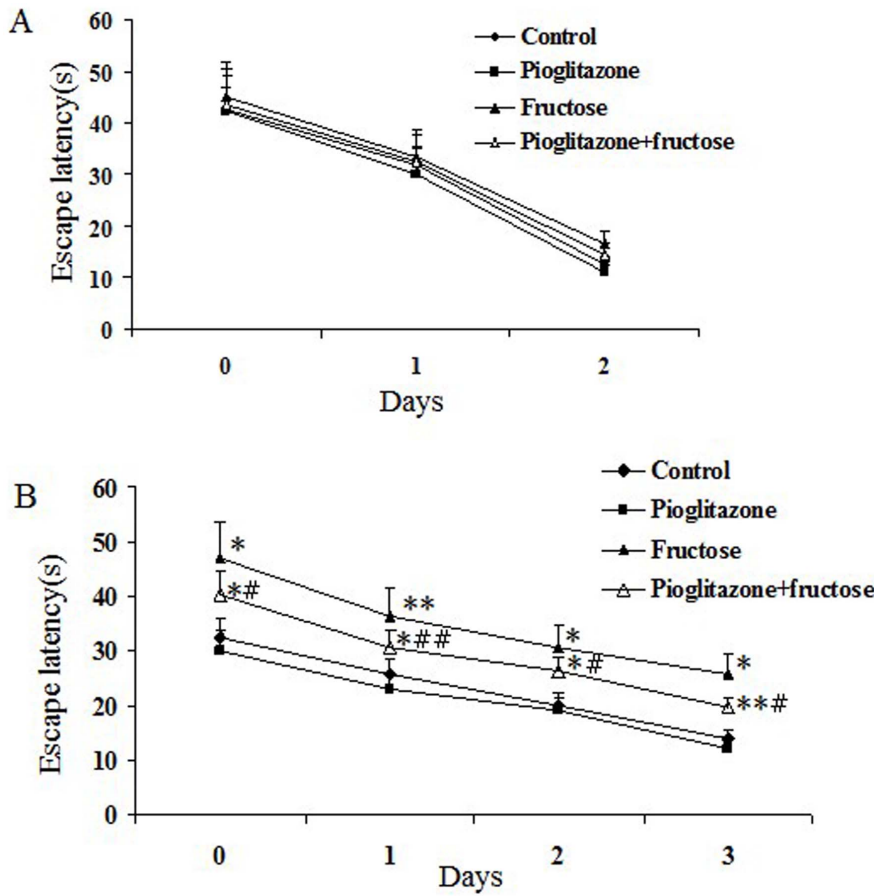 A
60
50
40
30
20
10
0
Escape latency(s)
Control
Pioglitazone
Fructose
Pioglitazone+fructose
0 1 2
Days
B
60
50
40
30
20
10
0
Escape latency(s)
Control
Pioglitazone
Fructose
Pioglitazone+fructose
*
*#
**
*##
*
*#
*
**#
0 1 2 3
Days